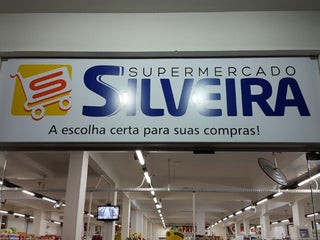 SUPERMERCADO
SILVEIRA
A escolha certa para suas compras!